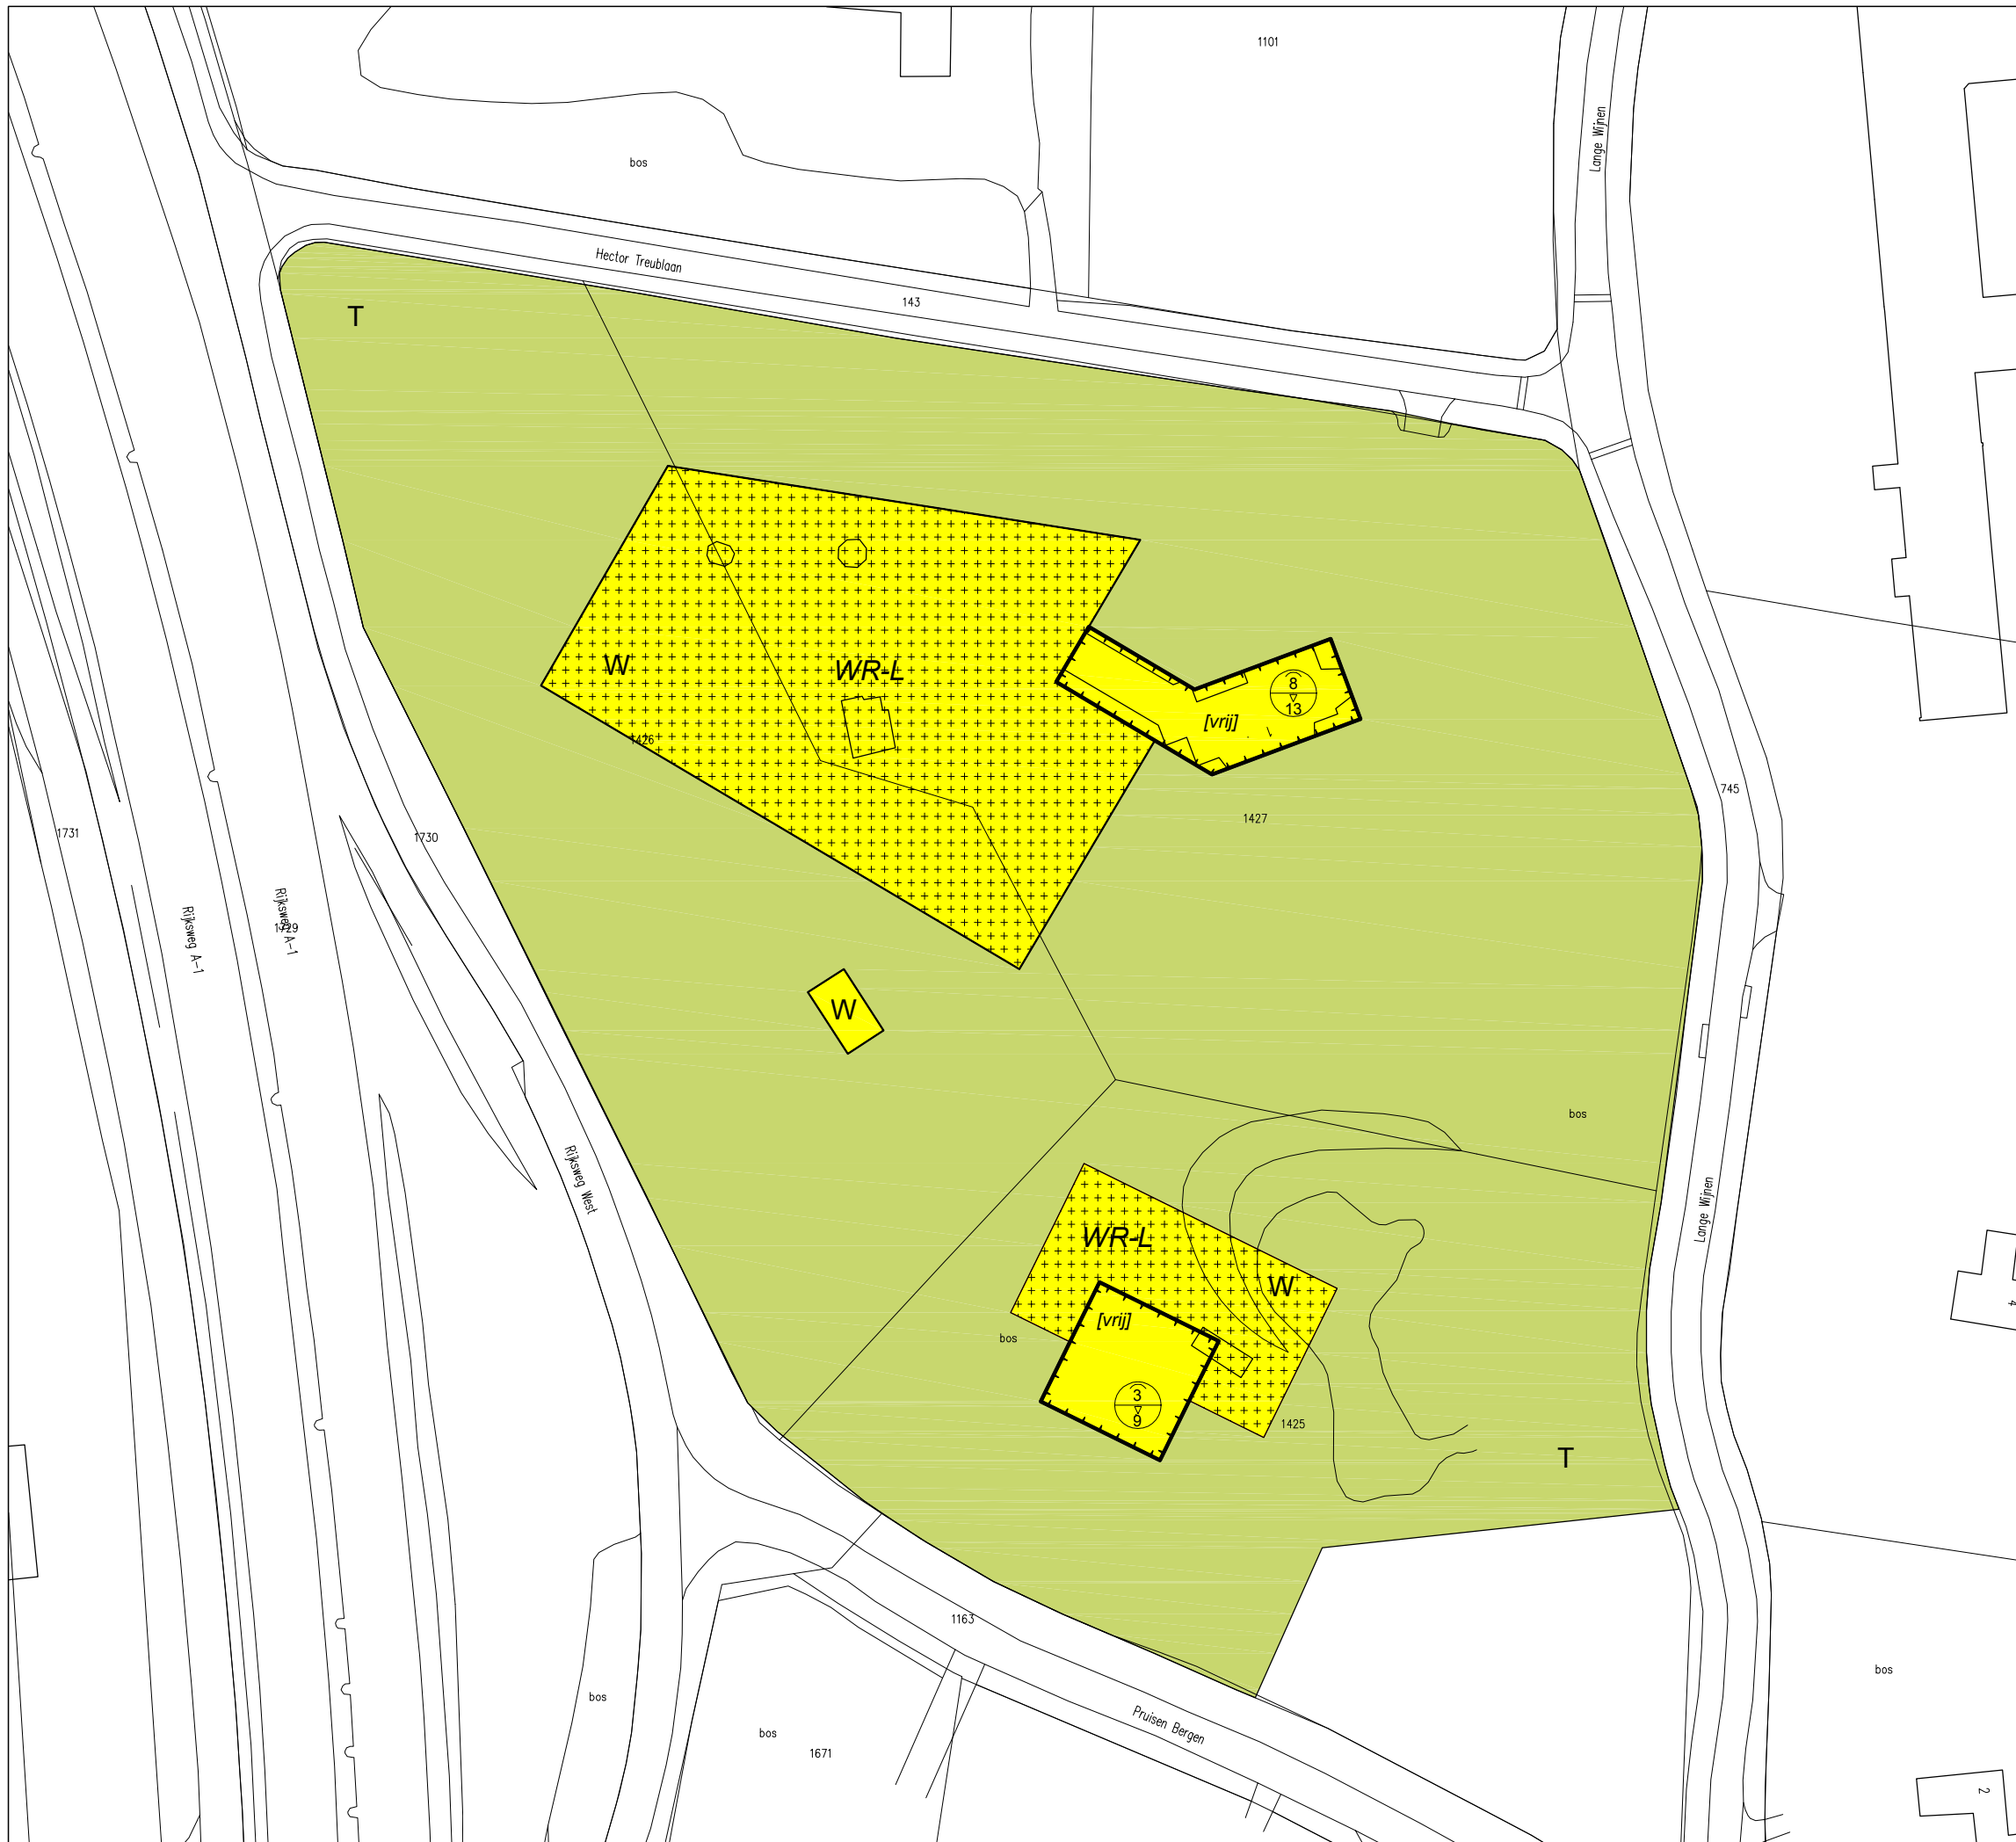 1101
Lange Wijnen
bos
Hector Treublaan
143
T
W
WR-L
8
13
[vrij]
1426
745
1427
1731
1730
Rijksweg A-1
Rijksweg A-1
1729
W
bos
Rijksweg West
Lange Wijnen
WR-L
W
4
[vrij]
bos
3
9
1425
T
1163
bos
bos
Pruisen Bergen
bos
1671
2